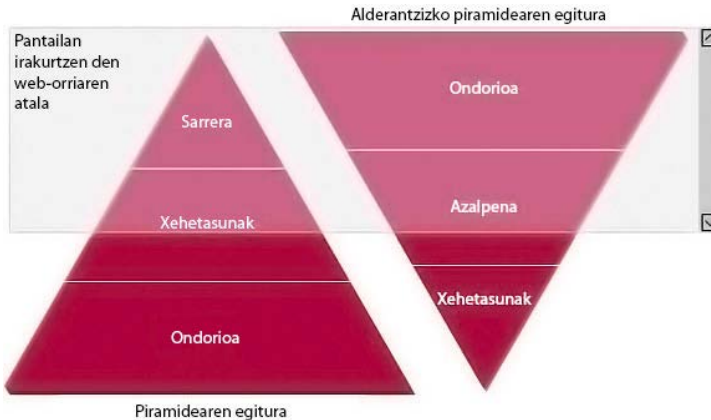 Alderantzizko piramidearen egitura
Pantailan
irakurtzen den
web-orriaren
atala
Sarrera
Xehetasunak
Ondorioa
Ondorioa
Azalpena
Xehetasunak
Piramidearen egitura